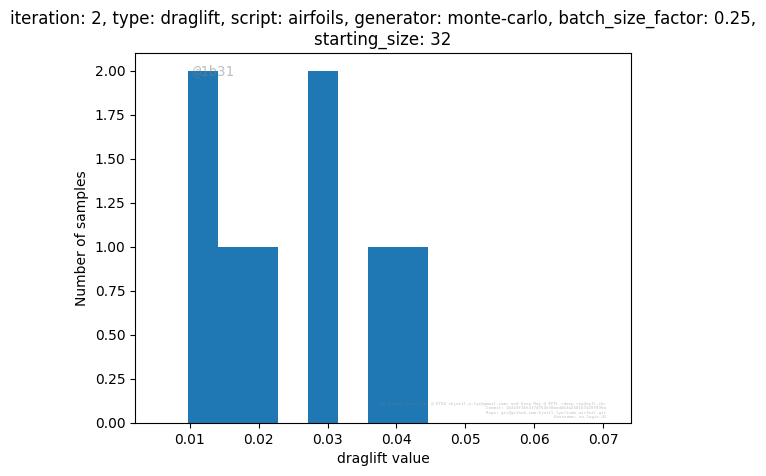 iteration: 2, type: draglift, script: airfoils, generator: monte-carlo, batch_size_factor: 0.25,
starting_size: 32
@1b31
2.00
1.75
1.50
1.25
1.00
0.75
0.50
0.25
0.00
Number of samples
0.01 0.02 0.03 0.04 0.05 0.06 0.07
draglift value